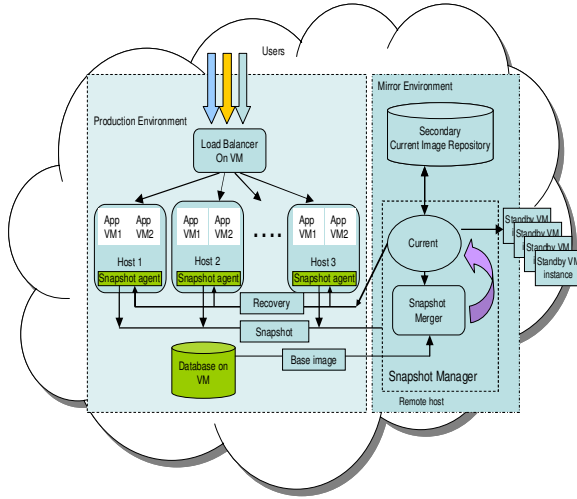 Users
Production Environment
Mirror Environment
Load Balancer
On VM
Secondary
Current Image Repository
App
VM1
App
VM2
Host 1
Snapshot agent
App
VM1
App
VM2
Host 2
Snapshot agent
....
App
VM1
App
VM2
Host 3
Snapshot agent
Current
Standby VM
Standby VM
Standby VM
Standby VM
instance
Recovery
Snapshot
Snapshot
Merger
Base image
Database on
VM
Snapshot Manager
Remote host